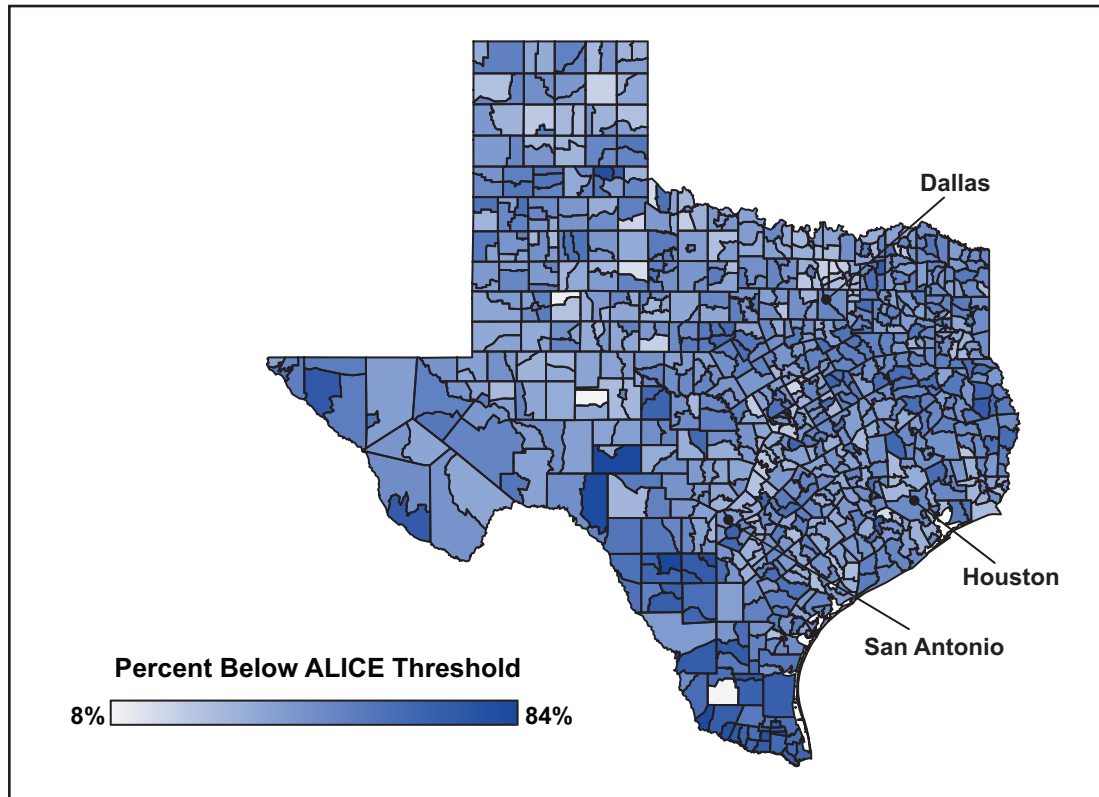 Dallas
Houston
San Antonio
Percent Below ALICE Threshold
8%
84%